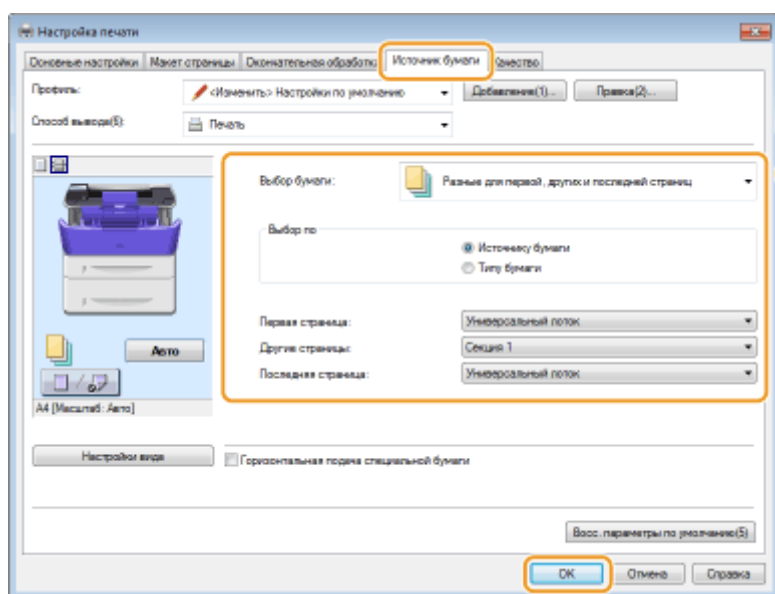 Настройка печати
Основные настройки Макет страницы Окончательная обработка Источник бумаги Качество
Профиль: <Изменить> Настройки по умолчанию Добавление(1)... Правка(2)...
Способ вывода(6): Печать
Выбор бумаги: Разные для первой, других и последней страниц
Выбор по
Источнику бумаги
Типу бумаги
Первая страница: Универсальный лоток
Другие страницы: Секция 1
Последняя страница: Универсальный лоток
Авто
A4 [Масштаб: Авто]
Настройки вида Горизонтальная подача специальной бумаги
Восс. параметры по умолчанию(5)
OK Отмена Справка